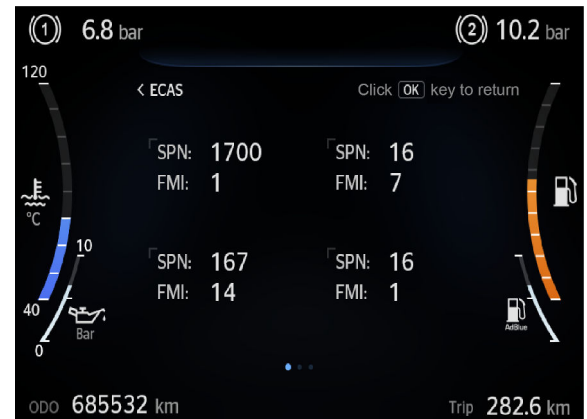 (1) 6.8 bar
(2) 10.2 bar
120
< ECAS
Click OK key to return
SPN: 1700
FMI: 1
SPN: 16
FMI: 7
°C
10
SPN: 167
FMI: 14
SPN: 16
FMI: 1
40
Bar
0
AdBlue
ODO 685532 km
Trip 282.6 km